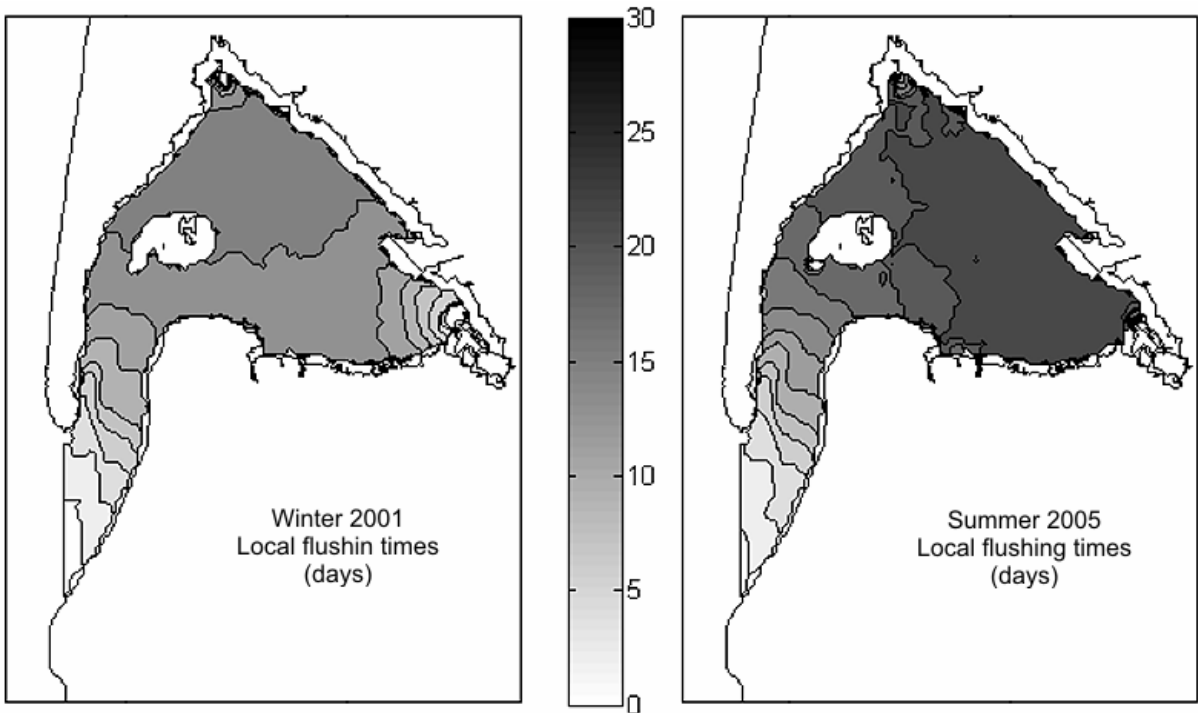 30
25
20
15
10
5
0
Winter 2001
Local flushin times
(days)
Summer 2005
Local flushing times
(days)